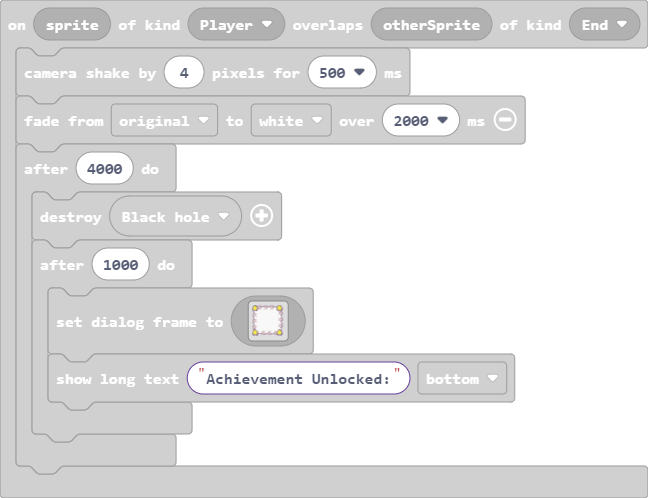 on sprite of kind Player overlaps otherSprite of kind End
camera shake by 4 pixels for 500 ms
fade from original to white over 2000 ms
after 4000 do
destroy Black hole
after 1000 do
set dialog frame to
show long text "Achievement Unlocked:" bottom